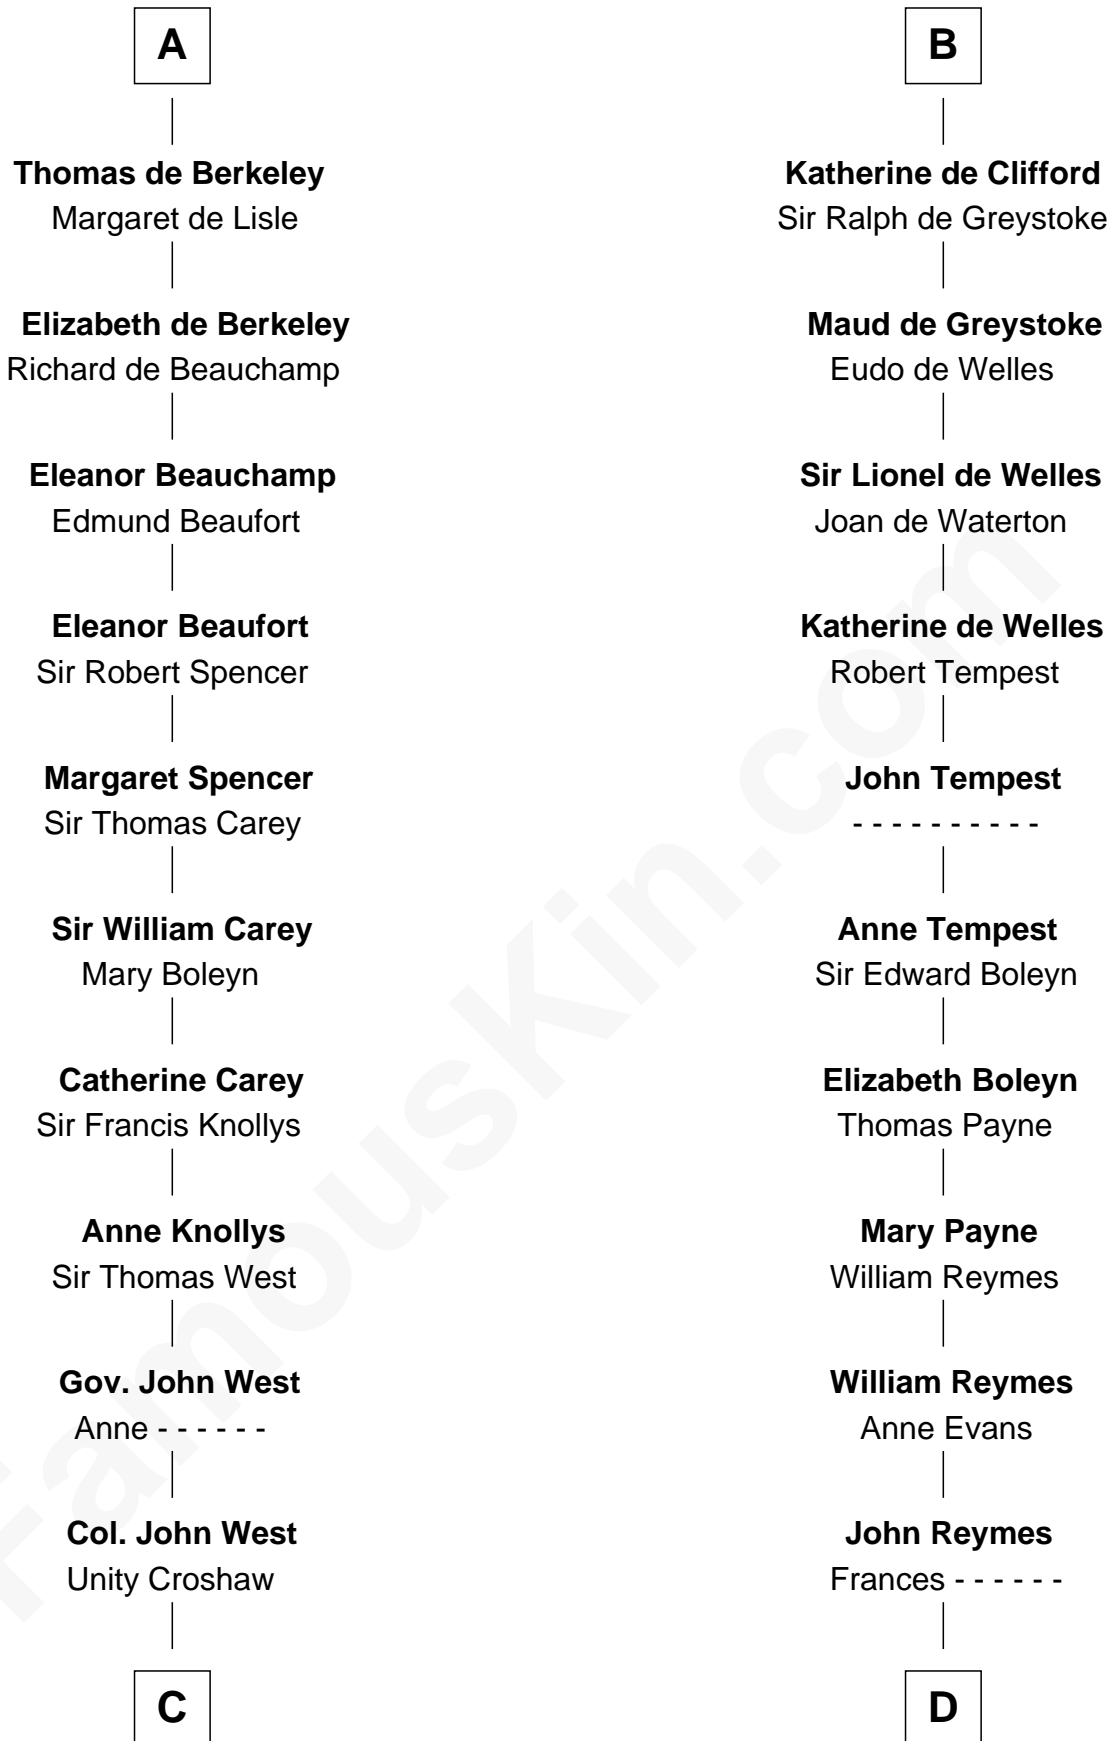 A
Thomas de Berkeley
Margaret de Lisle
Elizabeth de Berkeley
Richard de Beauchamp
Eleanor Beauchamp
Edmund Beaufort
Eleanor Beaufort
Sir Robert Spencer
Margaret Spencer
Sir Thomas Carey
Sir William Carey
Mary Boleyn
Catherine Carey
Sir Francis Knollys
Anne Knollys
Sir Thomas West
Gov. John West
Anne - - - - - -
Col. John West
Unity Croshaw
C
B
Katherine de Clifford
Sir Ralph de Greystoke
Maud de Greystoke
Eudo de Welles
Sir Lionel de Welles
Joan de Waterton
Katherine de Welles
Robert Tempest
John Tempest
- - - - - - - - - -
Anne Tempest
Sir Edward Boleyn
Elizabeth Boleyn
Thomas Payne
Mary Payne
William Reymes
William Reymes
Anne Evans
John Reymes
Frances - - - - - -
D
FamousKin.com